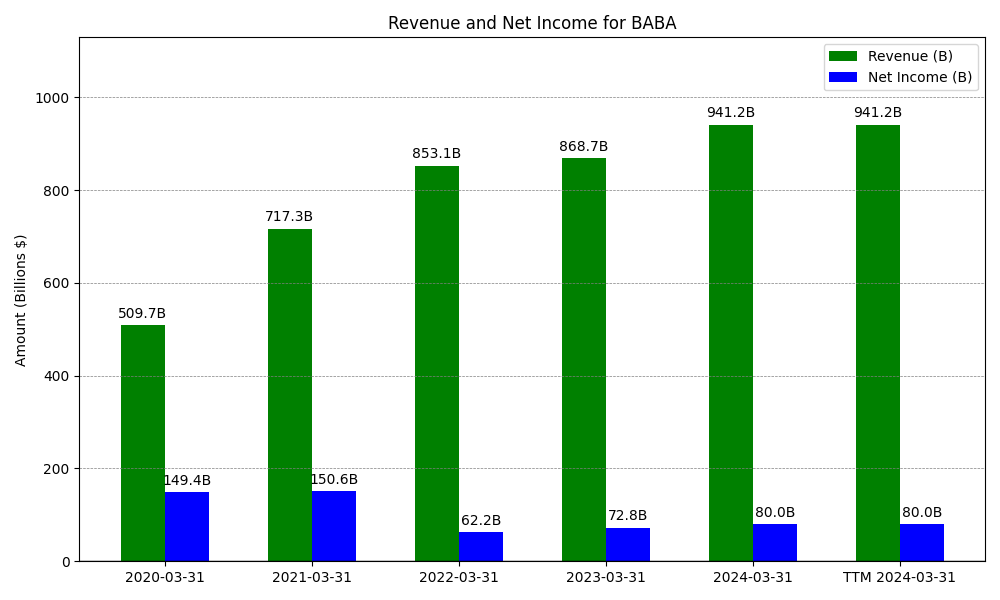 Revenue and Net Income for BABA
Revenue (B)
Net Income (B)
Amount (Billions $)
1000
800
600
400
200
0
509.7B
717.3B
853.1B
868.7B
941.2B
941.2B
149.4B
150.6B
62.2B
72.8B
80.0B
80.0B
2020-03-31
2021-03-31
2022-03-31
2023-03-31
2024-03-31
TTM 2024-03-31